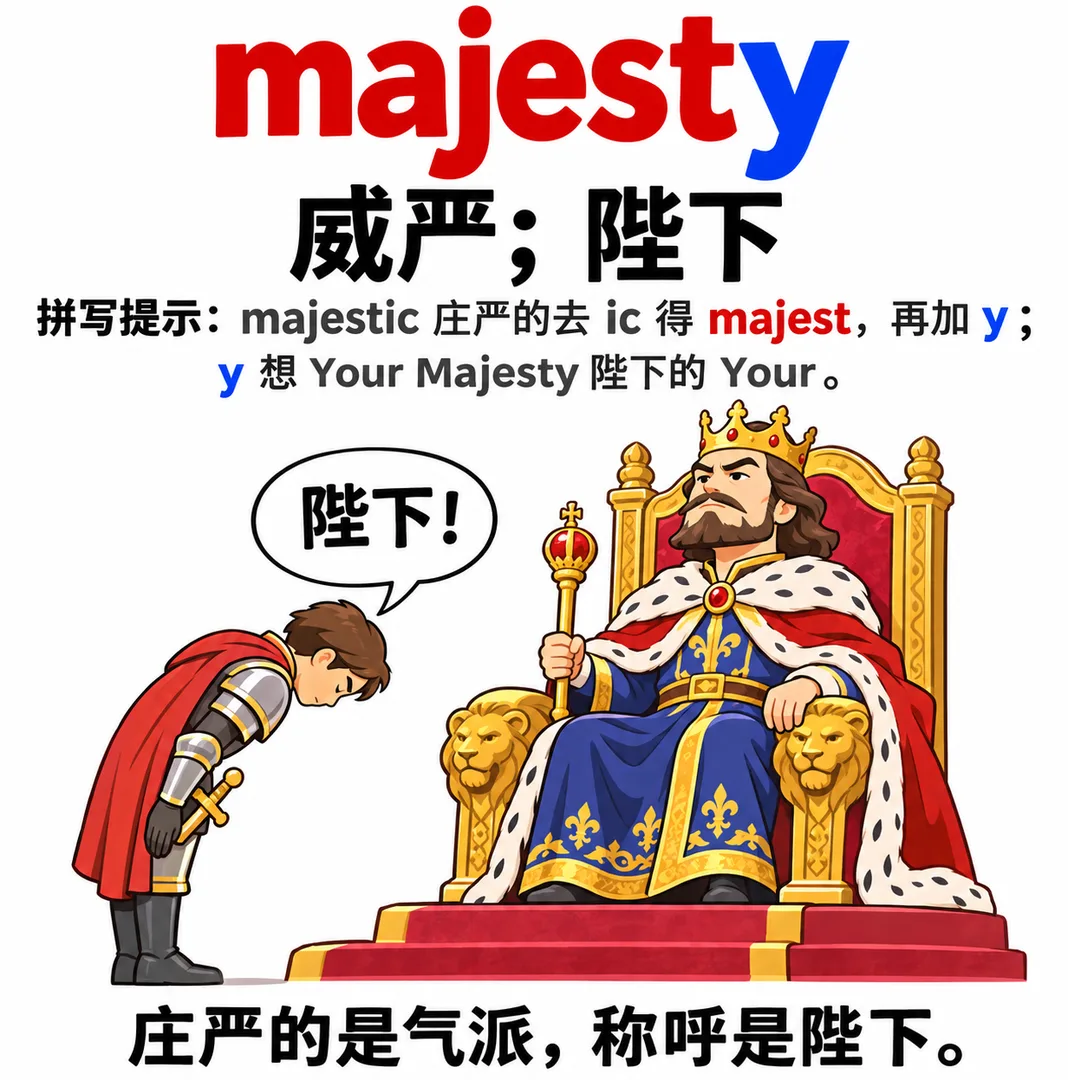 majesty
威严；陛下
拼写提示：majestic 庄严的去 ic 得 majest，再加 y；
y 想 Your Majesty 陛下的 Your。
陛下！
庄严的是气派，称呼是陛下。